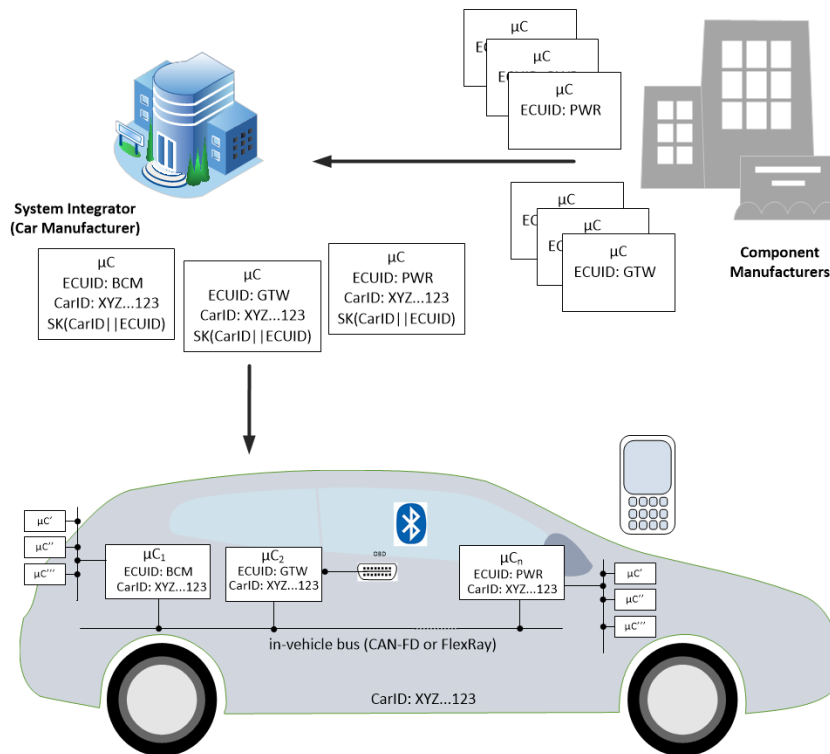 μC
ECUID: PWR
μC
ECUID: GTW
Component
Manufacturers
System Integrator
(Car Manufacturer)
μC
ECUID: BCM
CarID: XYZ...123
SK(CarID||ECUID)
μC
ECUID: GTW
CarID: XYZ...123
SK(CarID||ECUID)
μC
ECUID: PWR
CarID: XYZ...123
SK(CarID||ECUID)
μC
μC
μC
μC
μC'
μC''
μC'''
μC₁
ECUID: BCM
CarID: XYZ...123
μC₂
ECUID: GTW
CarID: XYZ...123
OBD
μCₙ
ECUID: PWR
CarID: XYZ...123
μC'
μC''
μC'''
in-vehicle bus (CAN-FD or FlexRay)
CarID: XYZ...123